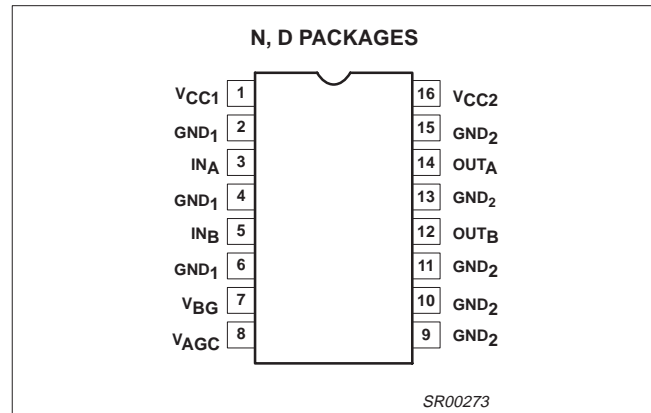 N, D PACKAGES
VCC1 1 16 VCC2
GND1 2 15 GND2
INA 3 14 OUTA
GND1 4 13 GND2
INB 5 12 OUTB
GND1 6 11 GND2
VBG 7 10 GND2
VAGC 8 9 GND2
SR00273